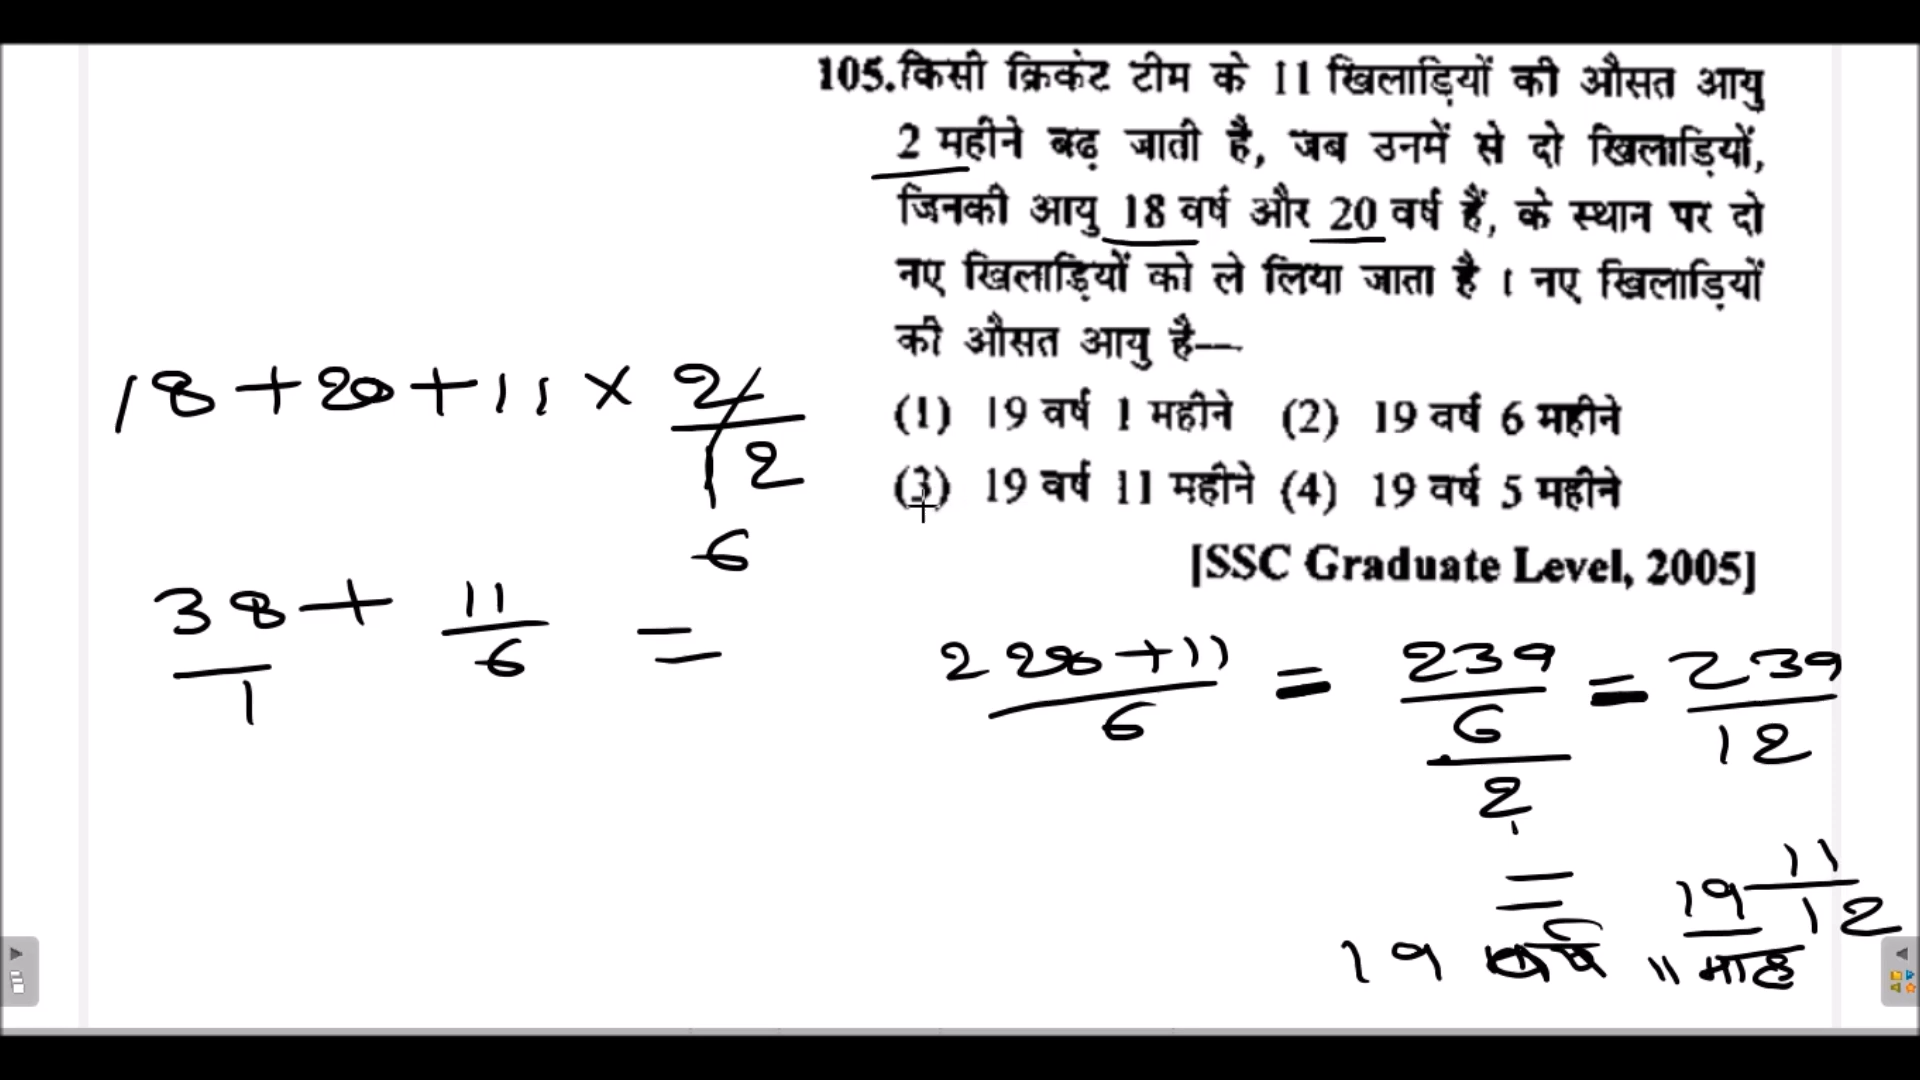 105. किसी क्रिकेट टीम के 11 खिलाड़ियों की औसत आयु
2 महीने बढ़ जाती है, जब उनमें से दो खिलाड़ियों,
जिनकी आयु 18 वर्ष और 20 वर्ष हैं, के स्थान पर दो
नए खिलाड़ियों को ले लिया जाता है । नए खिलाड़ियों
की औसत आयु है—
(1) 19 वर्ष 1 महीने (2) 19 वर्ष 6 महीने
(3) 19 वर्ष 11 महीने (4) 19 वर्ष 5 महीने
[SSC Graduate Level, 2005]
18 + 20 + 11 × 2/12
6
38/1 + 11/6 =
228 + 11/6 = 239/6/2 = 239/12
= 19 11/12
19 वर्ष 11 माह